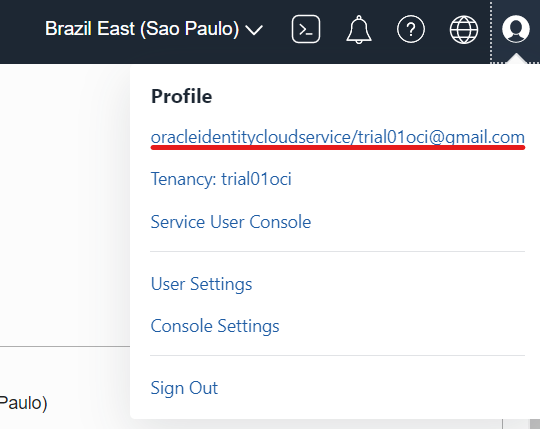 Brazil East (Sao Paulo)
Profile
oracleidentitycloudservice/trial01oci@gmail.com
Tenancy: trial01oci
Service User Console
User Settings
Console Settings
Sign Out
Paulo)